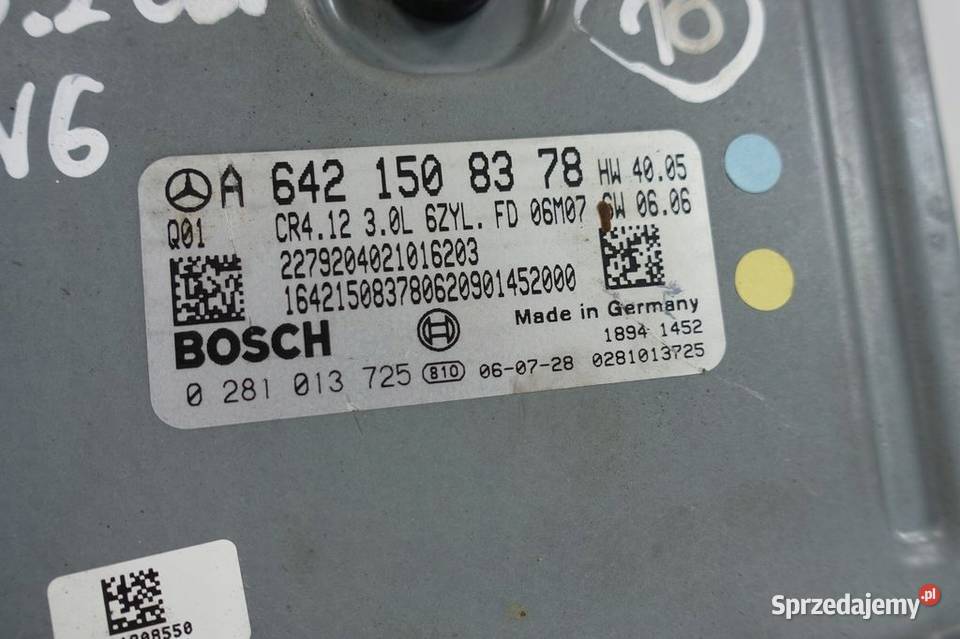 V6
16
A 642 150 83 78 HW 40.05
Q01 CR4.12 3.0L 6ZYL. FD 06M07 SW 06.06
2279204021016203
164215083780620901452000
BOSCH Made in Germany
1894 1452
0 281 013 725 810 06-07-28 0281013725
Sprzedajemy.pl